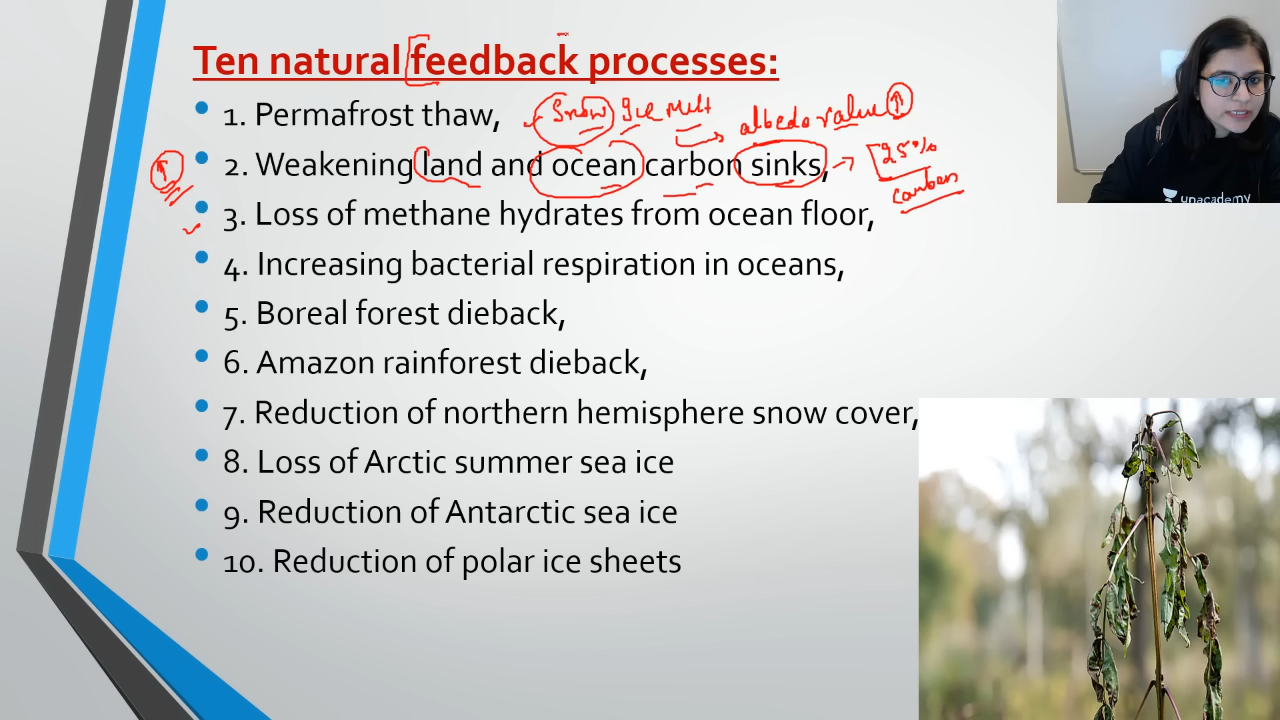 Ten natural feedback processes:
• 1. Permafrost thaw, Snow Ice Melt albedo value ↑
• 2. Weakening land and ocean carbon sinks, → 25% carbon
• 3. Loss of methane hydrates from ocean floor,
• 4. Increasing bacterial respiration in oceans,
• 5. Boreal forest dieback,
• 6. Amazon rainforest dieback,
• 7. Reduction of northern hemisphere snow cover,
• 8. Loss of Arctic summer sea ice
• 9. Reduction of Antarctic sea ice
• 10. Reduction of polar ice sheets
unacademy